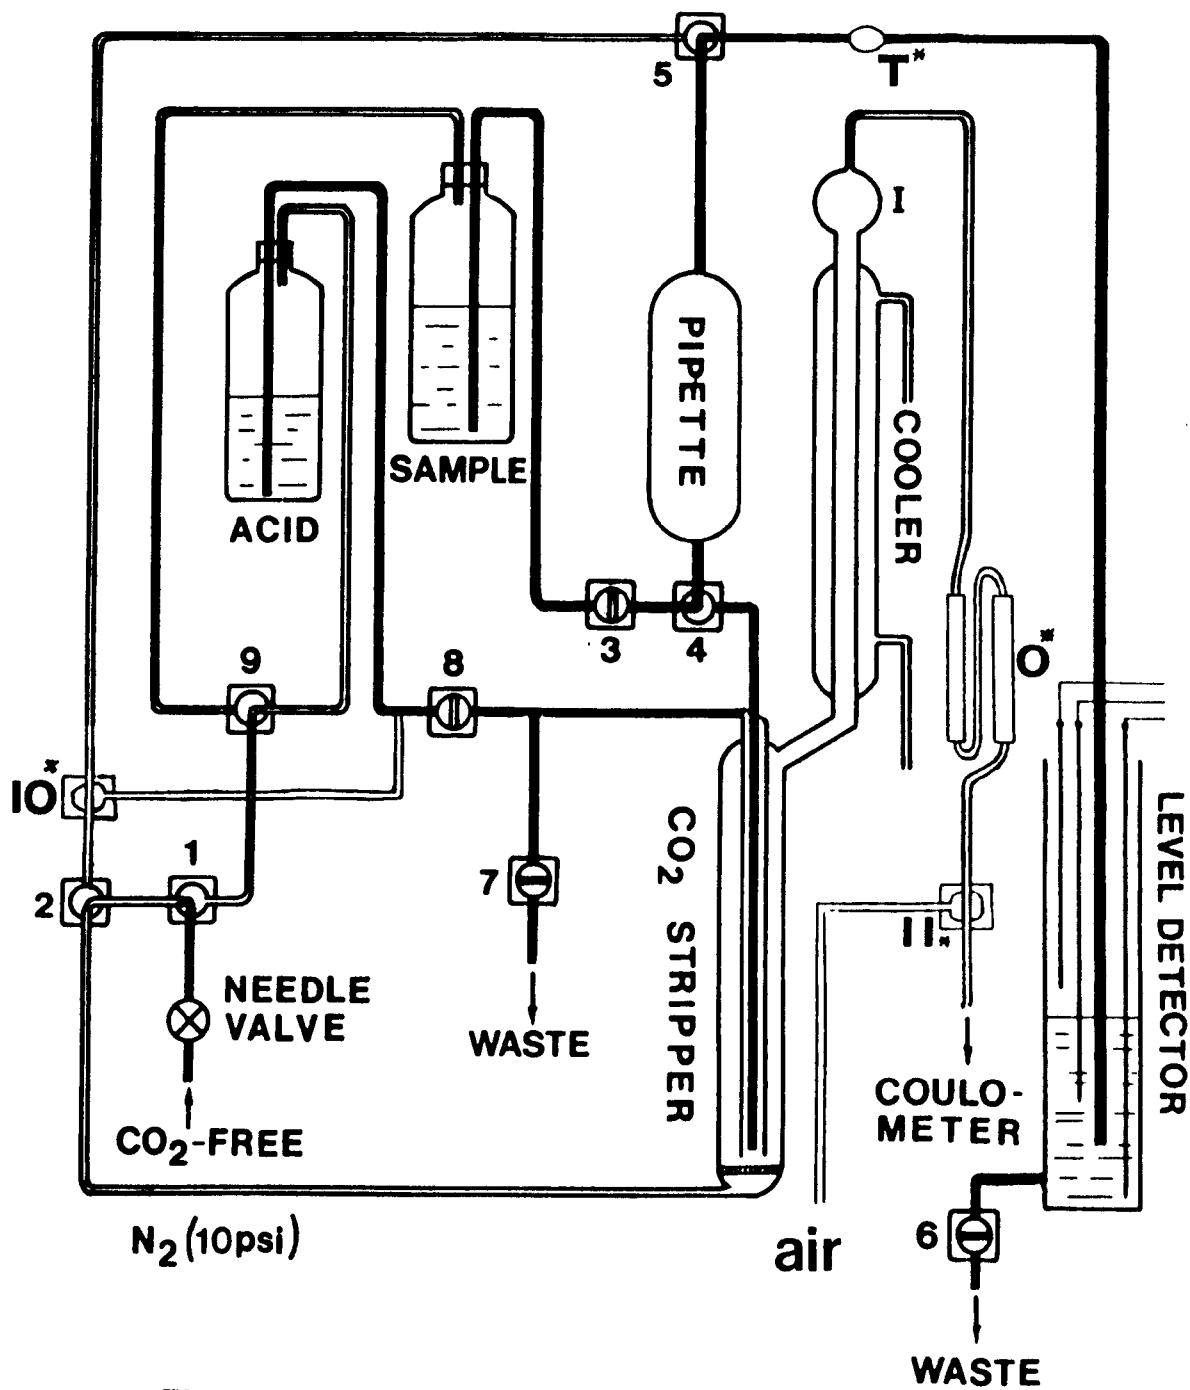 5
T*
I
PIPETTE
COOLER
SAMPLE
ACID
3
4
9
8
O*
10*
1
2
7
CO2 STRIPPER
11*
LEVEL DETECTOR
NEEDLE
VALVE
WASTE
COULO-
METER
CO2-FREE
N2 (10psi)
air
6
WASTE